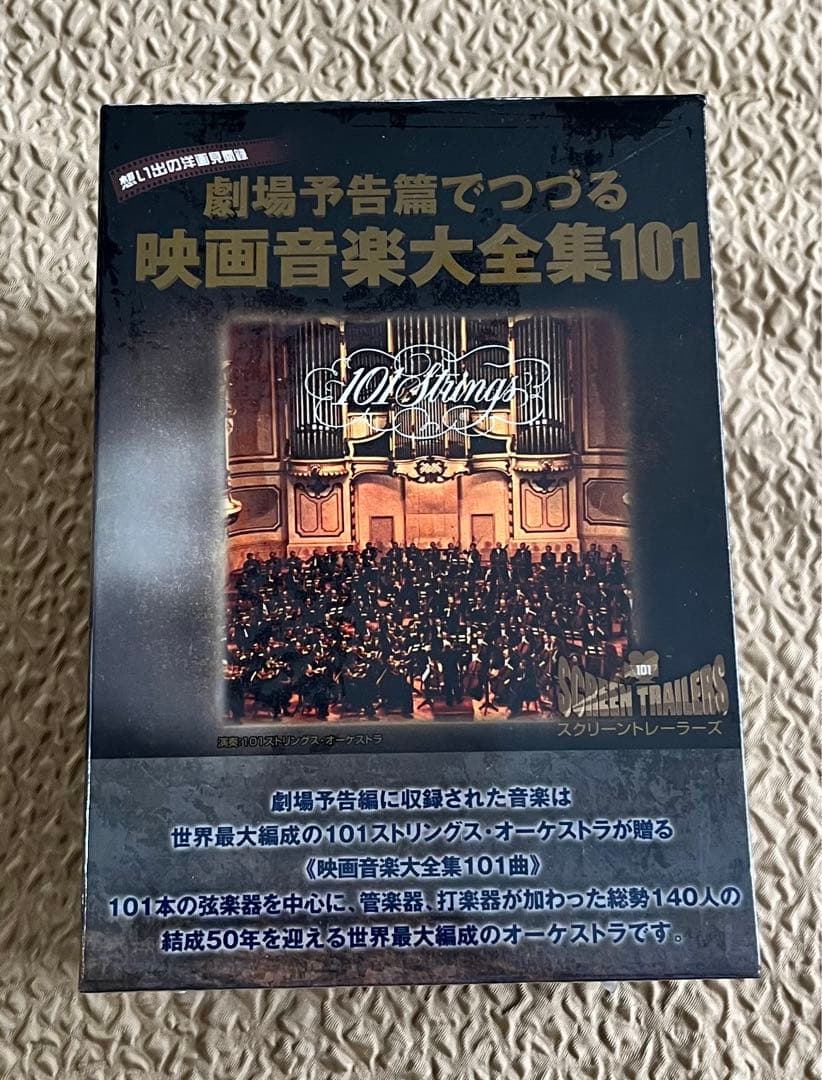 想い出の洋画見聞録
劇場予告篇でつづる
映画音楽大全集101
101 Strings
101
SCREEN TRAILERS
スクリーントレーラーズ
演奏:101ストリングス・オーケストラ
劇場予告編に収録された音楽は
世界最大編成の101ストリングス・オーケストラが贈る
《映画音楽大全集101曲》
101本の弦楽器を中心に、管楽器、打楽器が加わった総勢140人の
結成50年を迎える世界最大編成のオーケストラです。